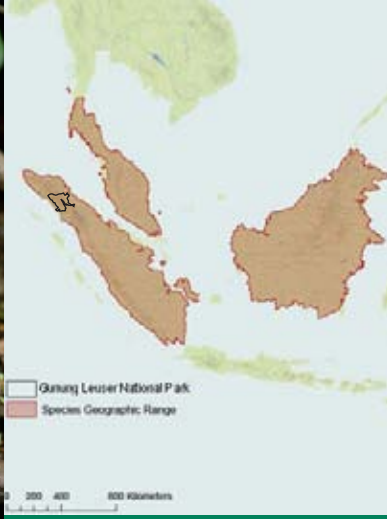 Gunung Leuser National Park
Species Geographic Range
0 200 400 800 Kilometers